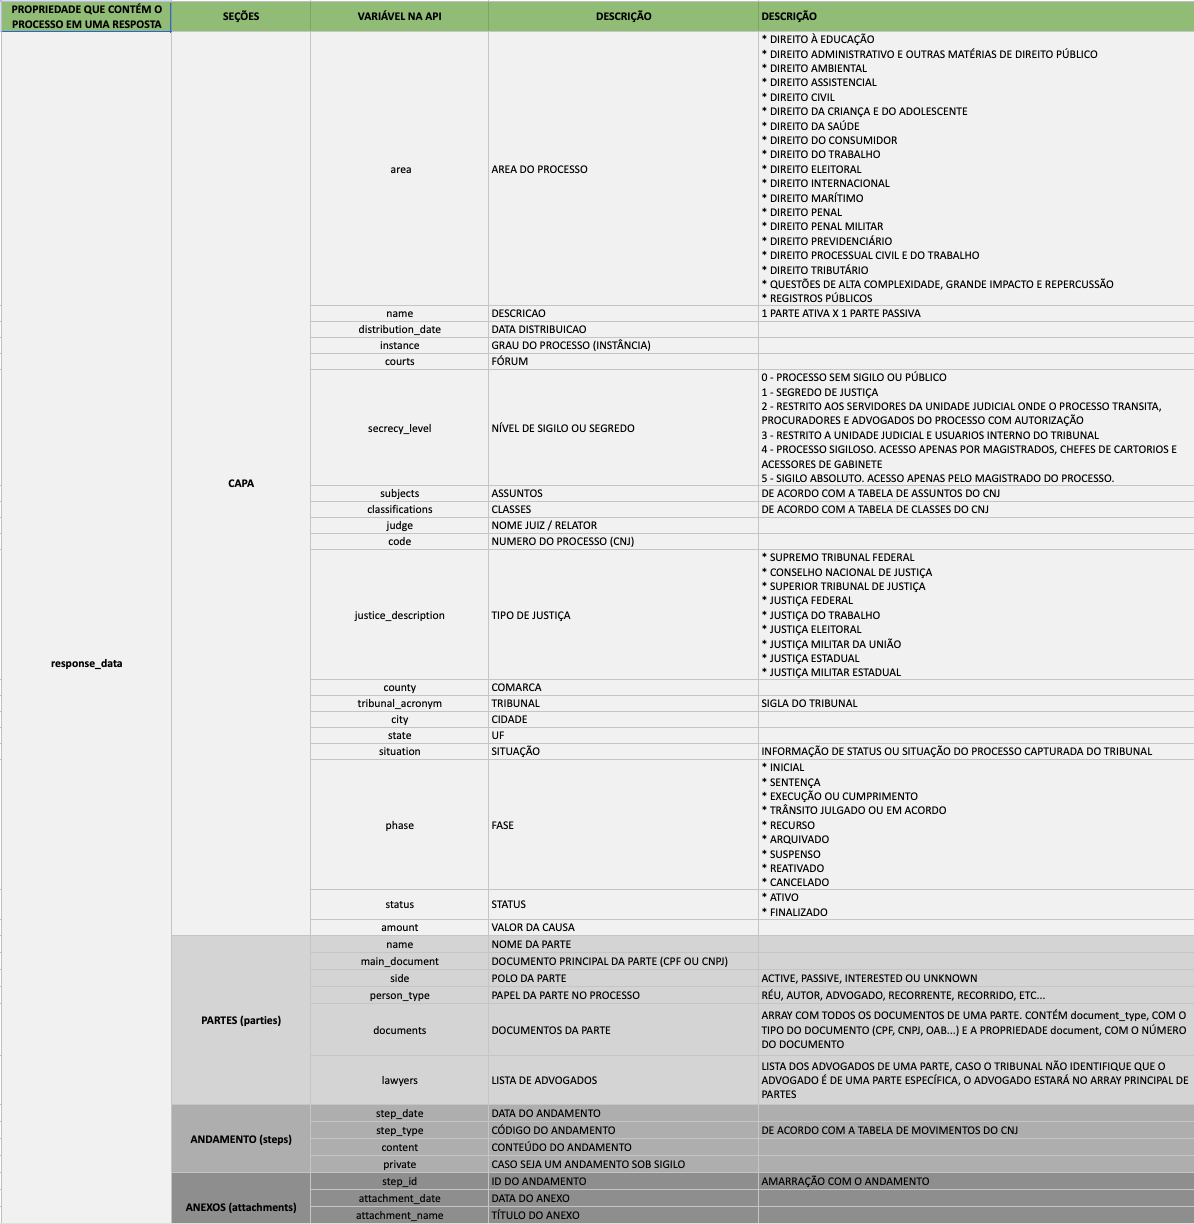 PROPRIEDADE QUE CONTÉM O
PROCESSO EM UMA RESPOSTA
SEÇÕES
VARIÁVEL NA API
DESCRIÇÃO
DESCRIÇÃO
response_data
CAPA
area
AREA DO PROCESSO
* DIREITO À EDUCAÇÃO
* DIREITO ADMINISTRATIVO E OUTRAS MATÉRIAS DE DIREITO PÚBLICO
* DIREITO AMBIENTAL
* DIREITO ASSISTENCIAL
* DIREITO CIVIL
* DIREITO DA CRIANÇA E DO ADOLESCENTE
* DIREITO DA SAÚDE
* DIREITO DO CONSUMIDOR
* DIREITO DO TRABALHO
* DIREITO ELEITORAL
* DIREITO INTERNACIONAL
* DIREITO MARÍTIMO
* DIREITO PENAL
* DIREITO PENAL MILITAR
* DIREITO PREVIDENCIÁRIO
* DIREITO PROCESSUAL CIVIL E DO TRABALHO
* DIREITO TRIBUTÁRIO
* QUESTÕES DE ALTA COMPLEXIDADE, GRANDE IMPACTO E REPERCUSSÃO
* REGISTROS PÚBLICOS
name
DESCRICAO
1 PARTE ATIVA X 1 PARTE PASSIVA
distribution_date
DATA DISTRIBUICAO
instance
GRAU DO PROCESSO (INSTÂNCIA)
courts
FÓRUM
secrecy_level
NÍVEL DE SIGILO OU SEGREDO
0 - PROCESSO SEM SIGILO OU PÚBLICO
1 - SEGREDO DE JUSTIÇA
2 - RESTRITO AOS SERVIDORES DA UNIDADE JUDICIAL ONDE O PROCESSO TRANSITA,
PROCURADORES E ADVOGADOS DO PROCESSO COM AUTORIZAÇÃO
3 - RESTRITO A UNIDADE JUDICIAL E USUARIOS INTERNO DO TRIBUNAL
4 - PROCESSO SIGILOSO. ACESSO APENAS POR MAGISTRADOS, CHEFES DE CARTORIOS E
ACESSORES DE GABINETE
5 - SIGILO ABSOLUTO. ACESSO APENAS PELO MAGISTRADO DO PROCESSO.
subjects
ASSUNTOS
DE ACORDO COM A TABELA DE ASSUNTOS DO CNJ
classifications
CLASSES
DE ACORDO COM A TABELA DE CLASSES DO CNJ
judge
NOME JUIZ / RELATOR
code
NUMERO DO PROCESSO (CNJ)
justice_description
TIPO DE JUSTIÇA
* SUPREMO TRIBUNAL FEDERAL
* CONSELHO NACIONAL DE JUSTIÇA
* SUPERIOR TRIBUNAL DE JUSTIÇA
* JUSTIÇA FEDERAL
* JUSTIÇA DO TRABALHO
* JUSTIÇA ELEITORAL
* JUSTIÇA MILITAR DA UNIÃO
* JUSTIÇA ESTADUAL
* JUSTIÇA MILITAR ESTADUAL
county
COMARCA
tribunal_acronym
TRIBUNAL
SIGLA DO TRIBUNAL
city
CIDADE
state
UF
situation
SITUAÇÃO
INFORMAÇÃO DE STATUS OU SITUAÇÃO DO PROCESSO CAPTURADA DO TRIBUNAL
phase
FASE
* INICIAL
* SENTENÇA
* EXECUÇÃO OU CUMPRIMENTO
* TRÂNSITO JULGADO OU EM ACORDO
* RECURSO
* ARQUIVADO
* SUSPENSO
* REATIVADO
* CANCELADO
status
STATUS
* ATIVO
* FINALIZADO
amount
VALOR DA CAUSA
PARTES (parties)
name
NOME DA PARTE
main_document
DOCUMENTO PRINCIPAL DA PARTE (CPF OU CNPJ)
side
POLO DA PARTE
ACTIVE, PASSIVE, INTERESTED OU UNKNOWN
person_type
PAPEL DA PARTE NO PROCESSO
RÉU, AUTOR, ADVOGADO, RECORRENTE, RECORRIDO, ETC...
documents
DOCUMENTOS DA PARTE
ARRAY COM TODOS OS DOCUMENTOS DE UMA PARTE. CONTÉM document_type, COM O
TIPO DO DOCUMENTO (CPF, CNPJ, OAB...) E A PROPRIEDADE document, COM O NÚMERO
DO DOCUMENTO
lawyers
LISTA DE ADVOGADOS
LISTA DOS ADVOGADOS DE UMA PARTE, CASO O TRIBUNAL NÃO IDENTIFIQUE QUE O
ADVOGADO É DE UMA PARTE ESPECÍFICA, O ADVOGADO ESTARÁ NO ARRAY PRINCIPAL DE
PARTES
ANDAMENTO (steps)
step_date
DATA DO ANDAMENTO
step_type
CÓDIGO DO ANDAMENTO
DE ACORDO COM A TABELA DE MOVIMENTOS DO CNJ
content
CONTEÚDO DO ANDAMENTO
private
CASO SEJA UM ANDAMENTO SOB SIGILO
ANEXOS (attachments)
step_id
ID DO ANDAMENTO
AMARRAÇÃO COM O ANDAMENTO
attachment_date
DATA DO ANEXO
attachment_name
TÍTULO DO ANEXO